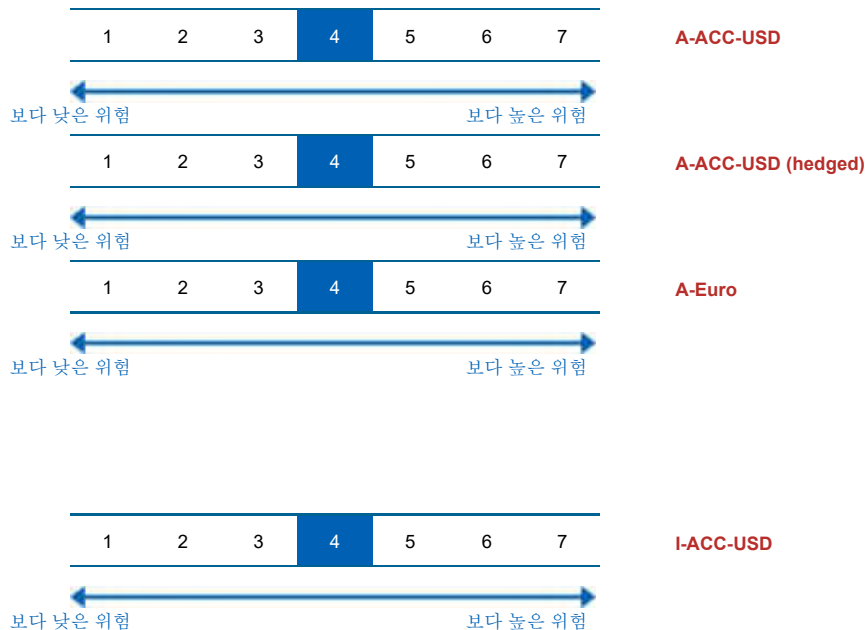 1 2 3 4 5 6 7 A-ACC-USD
보다 낮은 위험 보다 높은 위험
1 2 3 4 5 6 7 A-ACC-USD (hedged)
보다 낮은 위험 보다 높은 위험
1 2 3 4 5 6 7 A-Euro
보다 낮은 위험 보다 높은 위험
1 2 3 4 5 6 7 I-ACC-USD
보다 낮은 위험 보다 높은 위험